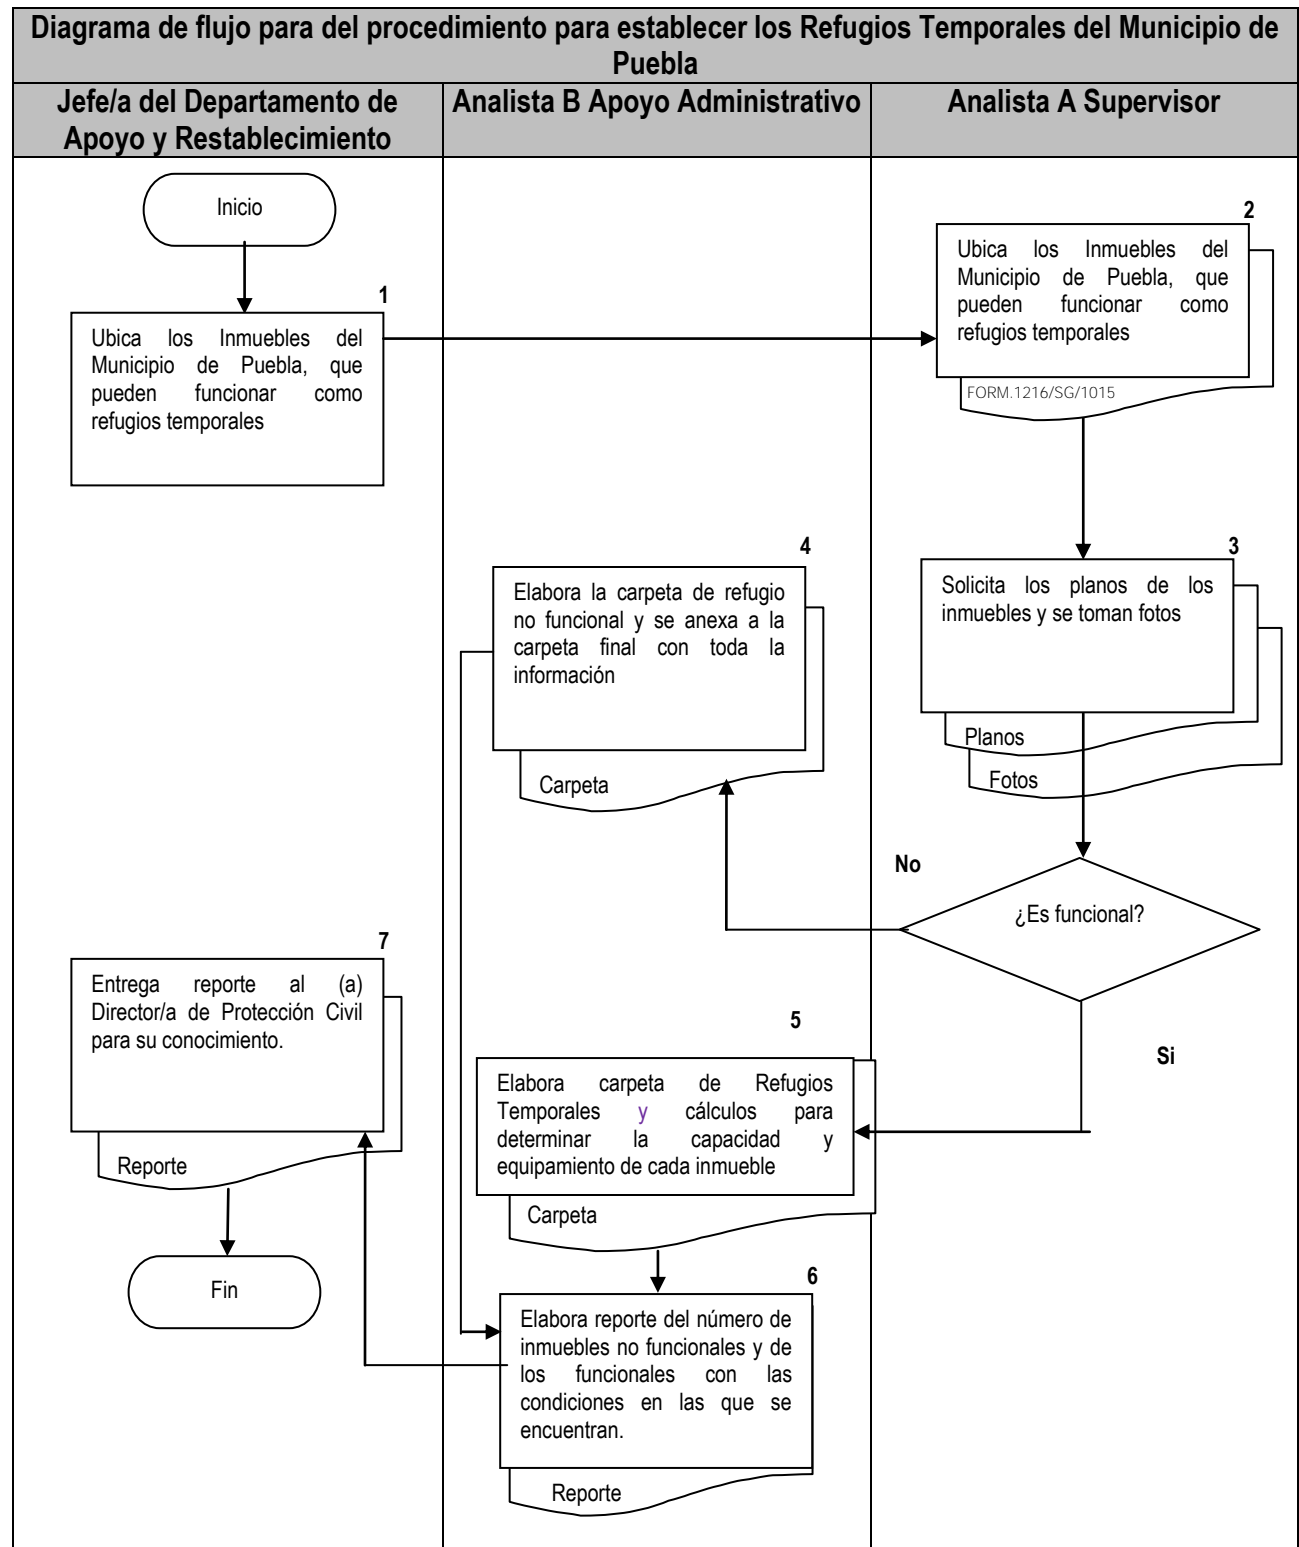 Diagrama de flujo para del procedimiento para establecer los Refugios Temporales del Municipio de
Puebla
Jefe/a del Departamento de
Apoyo y Restablecimiento
Analista B Apoyo Administrativo
Analista A Supervisor
Inicio
1
Ubica los Inmuebles del
Municipio de Puebla, que
pueden funcionar como
refugios temporales
2
Ubica los Inmuebles del
Municipio de Puebla, que
pueden funcionar como
refugios temporales
FORM.1216/SG/1015
3
Solicita los planos de los
inmuebles y se toman fotos
Planos
Fotos
¿Es funcional?
No
Si
4
Elabora la carpeta de refugio
no funcional y se anexa a la
carpeta final con toda la
información
Carpeta
5
Elabora carpeta de Refugios
Temporales y cálculos para
determinar la capacidad y
equipamiento de cada inmueble
Carpeta
6
Elabora reporte del número de
inmuebles no funcionales y de
los funcionales con las
condiciones en las que se
encuentran.
Reporte
7
Entrega reporte al (a)
Director/a de Protección Civil
para su conocimiento.
Reporte
Fin